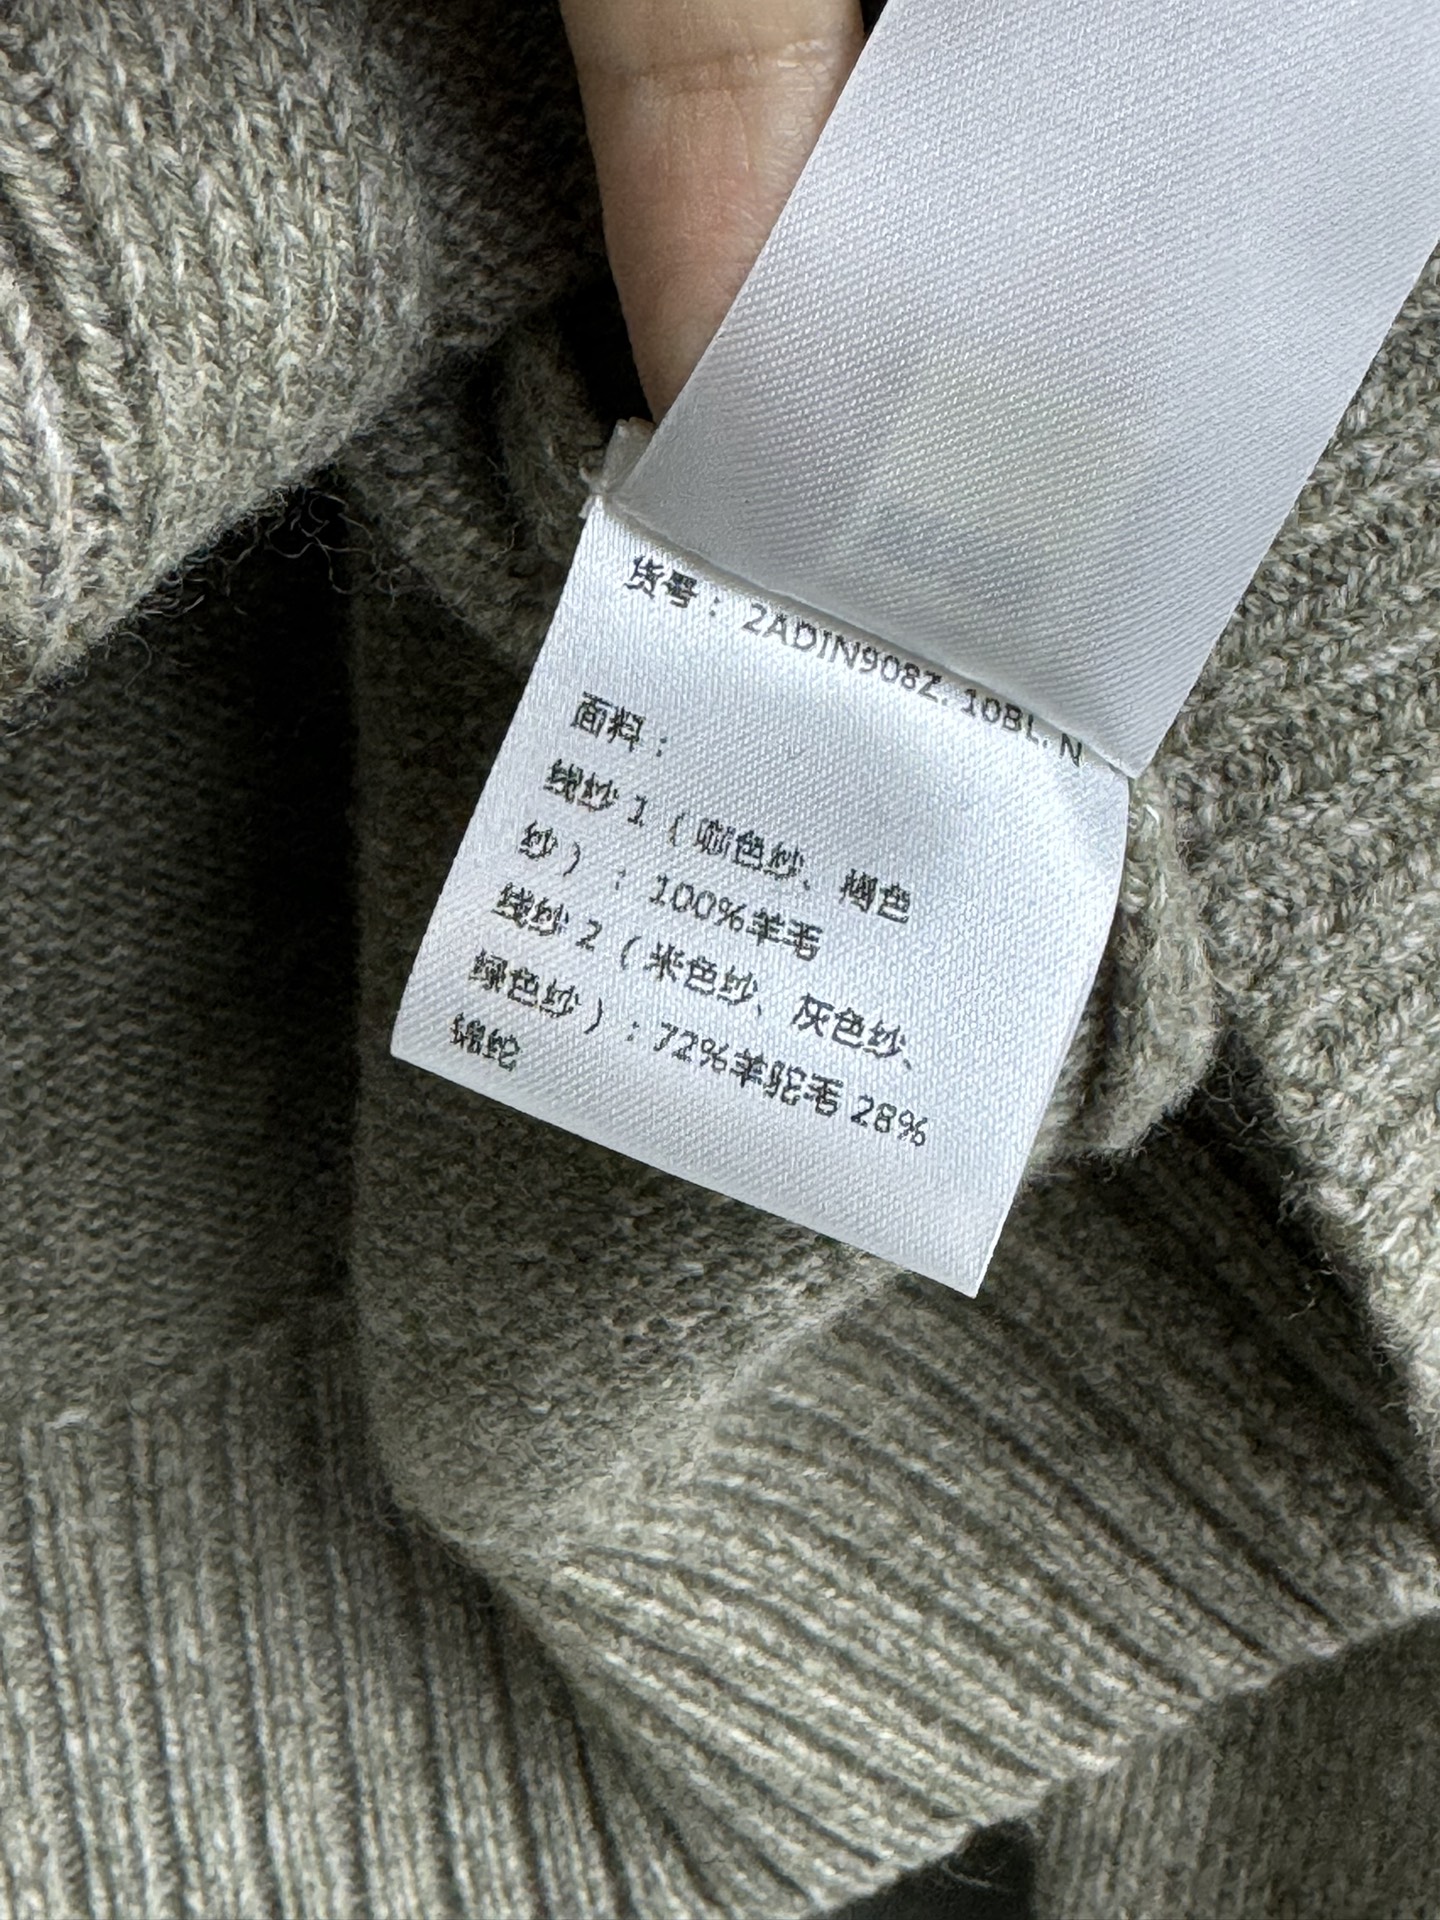 货号：2ADJN908Z.10BL.N
面料：
线纱1（咖色纱、褐色
纱）：100%羊毛
线纱2（米色纱、灰色纱、
绿色纱）：72%羊驼毛 28%
锦纶